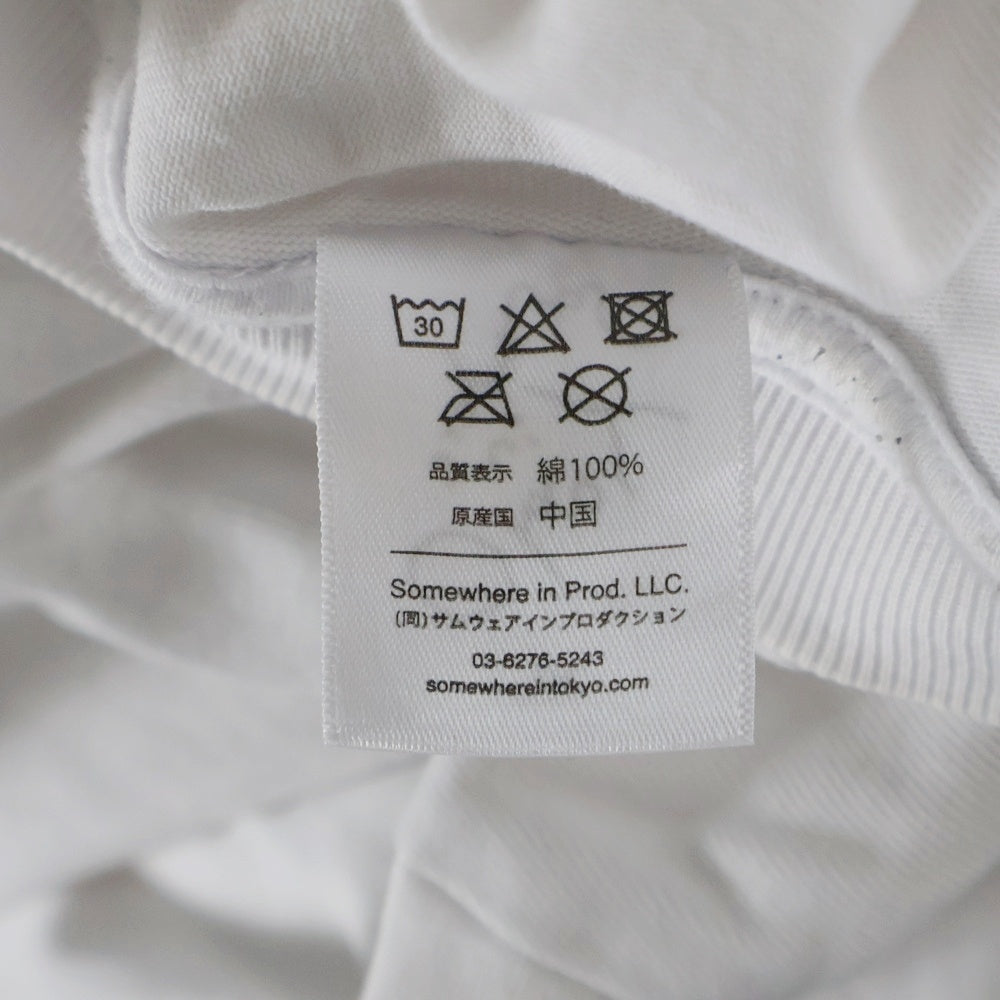 30
品質表示 綿100%
原産国 中国
Somewhere in Prod. LLC.
(同)サムウェアインプロダクション
03-6276-5243
somewhereintokyo.com